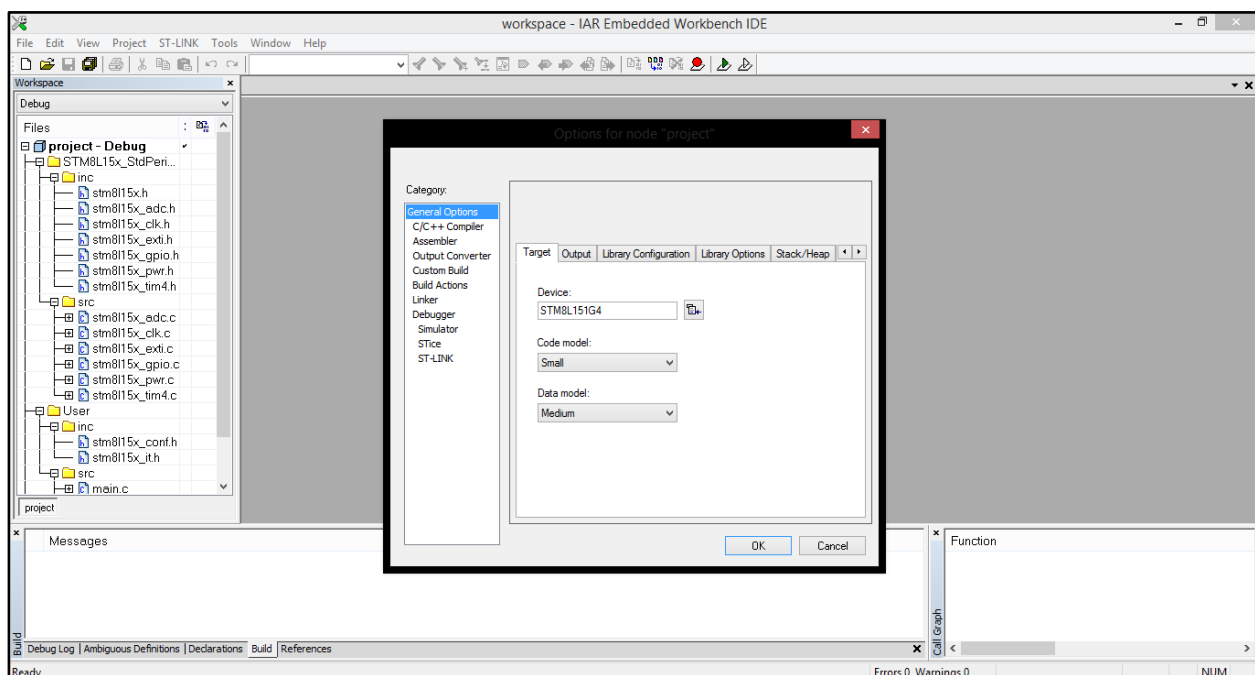 workspace - IAR Embedded Workbench IDE
File Edit View Project ST-LINK Tools Window Help
Workspace
Debug
Files
project - Debug
STM8L15x_StdPeri...
inc
stm8l15x.h
stm8l15x_adc.h
stm8l15x_clk.h
stm8l15x_exti.h
stm8l15x_gpio.h
stm8l15x_pwr.h
stm8l15x_tim4.h
src
stm8l15x_adc.c
stm8l15x_clk.c
stm8l15x_exti.c
stm8l15x_gpio.c
stm8l15x_pwr.c
stm8l15x_tim4.c
User
inc
stm8l15x_conf.h
stm8l15x_it.h
src
main.c
project
Options for node "project"
Category:
General Options
C/C++ Compiler
Assembler
Output Converter
Custom Build
Build Actions
Linker
Debugger
Simulator
STice
ST-LINK
Target Output Library Configuration Library Options Stack/Heap
Device:
STM8L151G4
Code model:
Small
Data model:
Medium
OK Cancel
Messages
Build
Debug Log Ambiguous Definitions Declarations Build References
Function
Call Graph
Ready Errors 0, Warnings 0 NUM